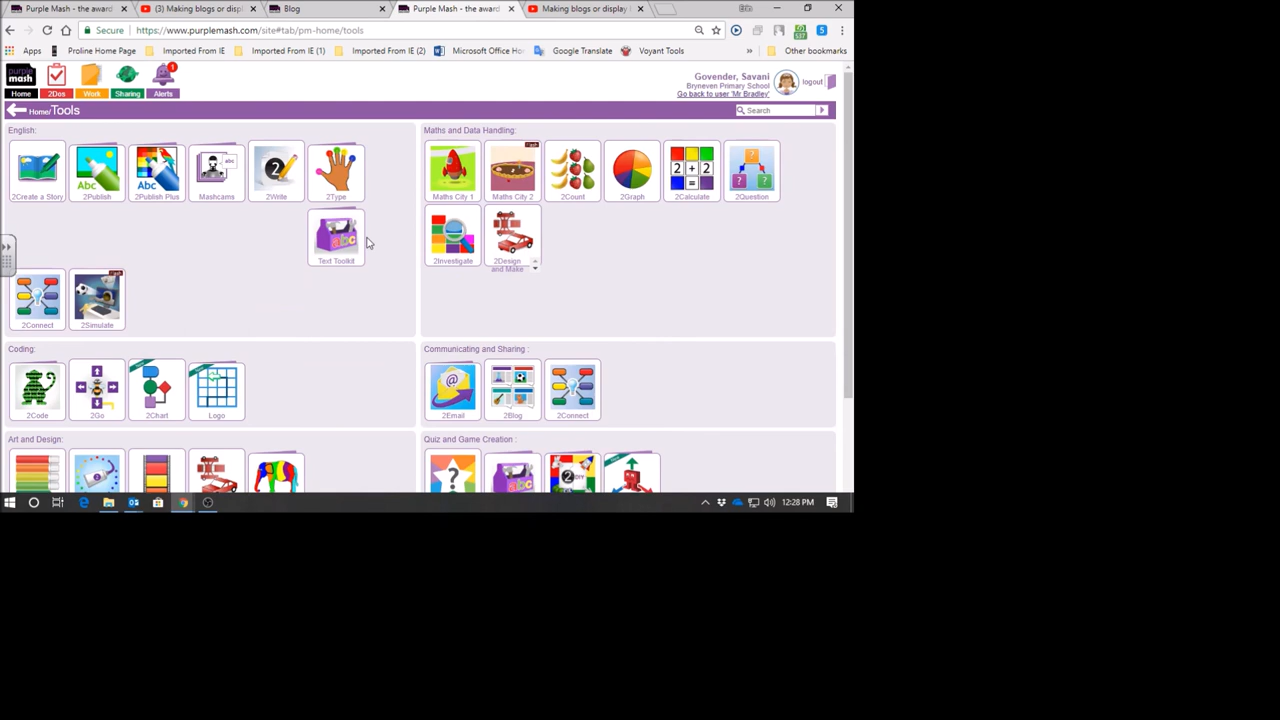 Purple Mash - the award
(3) Making blogs or displ
Blog
Purple Mash - the award
Making blogs or display b
Secure
https://www.purplemash.com/site#tab/pm-home/tools
Apps
Proline Home Page
Imported From IE
Imported From IE (1)
Imported From IE (2)
Microsoft Office Ho
Google Translate
Voyant Tools
»
Other bookmarks
purple mash
1
Home
2Dos
Work
Sharing
Alerts
Govender, Savani
Bryneven Primary School
Go back to user 'Mr Bradley'
logout
Home/Tools
Search
English:
2Create a Story
2Publish
2Publish Plus
Mashcams
2Write
2Type
Text Toolkit
2Connect
2Simulate
Maths and Data Handling:
Maths City 1
Maths City 2
2Count
2Graph
2Calculate
2Question
2Investigate
2Design and Make
Coding:
2Code
2Go
2Chart
Logo
Communicating and Sharing :
2Email
2Blog
2Connect
Art and Design:
Quiz and Game Creation :
12:28 PM